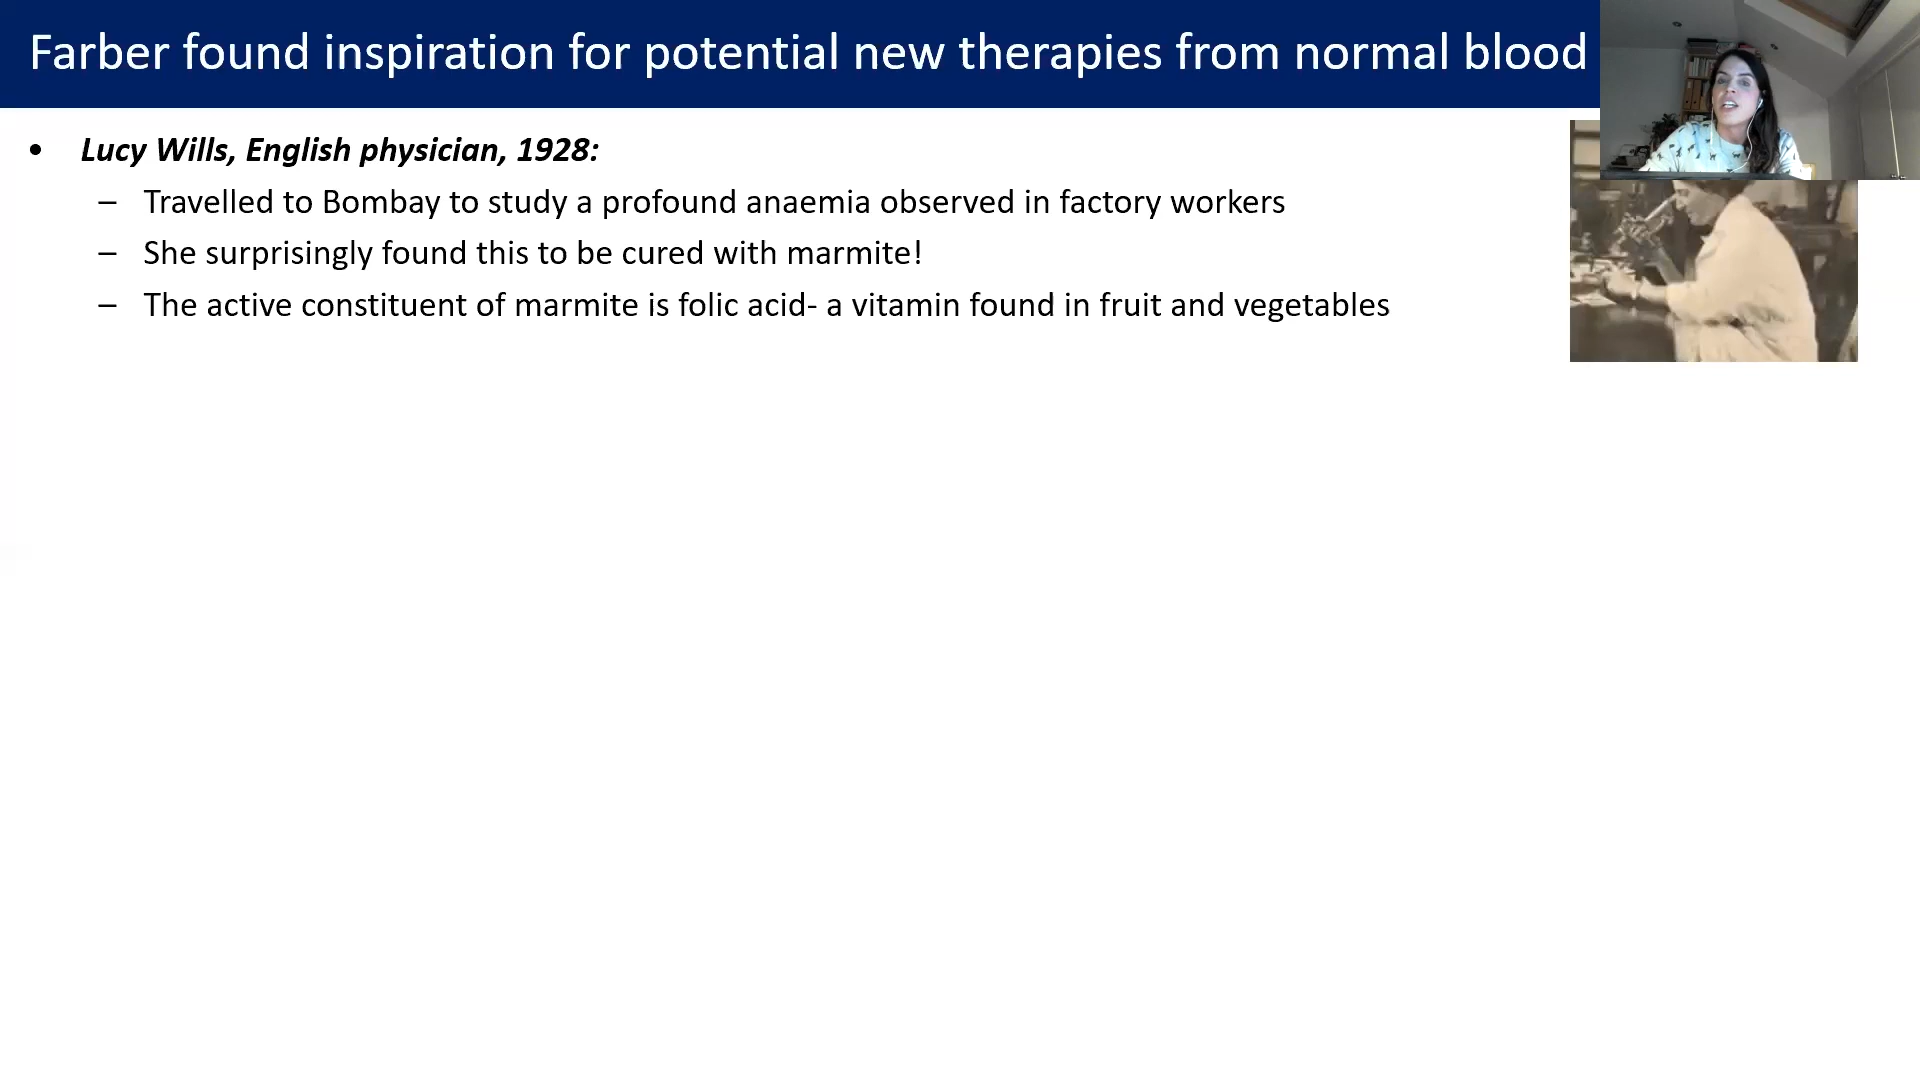 Farber found inspiration for potential new therapies from normal blood
• Lucy Wills, English physician, 1928:
– Travelled to Bombay to study a profound anaemia observed in factory workers
– She surprisingly found this to be cured with marmite!
– The active constituent of marmite is folic acid- a vitamin found in fruit and vegetables